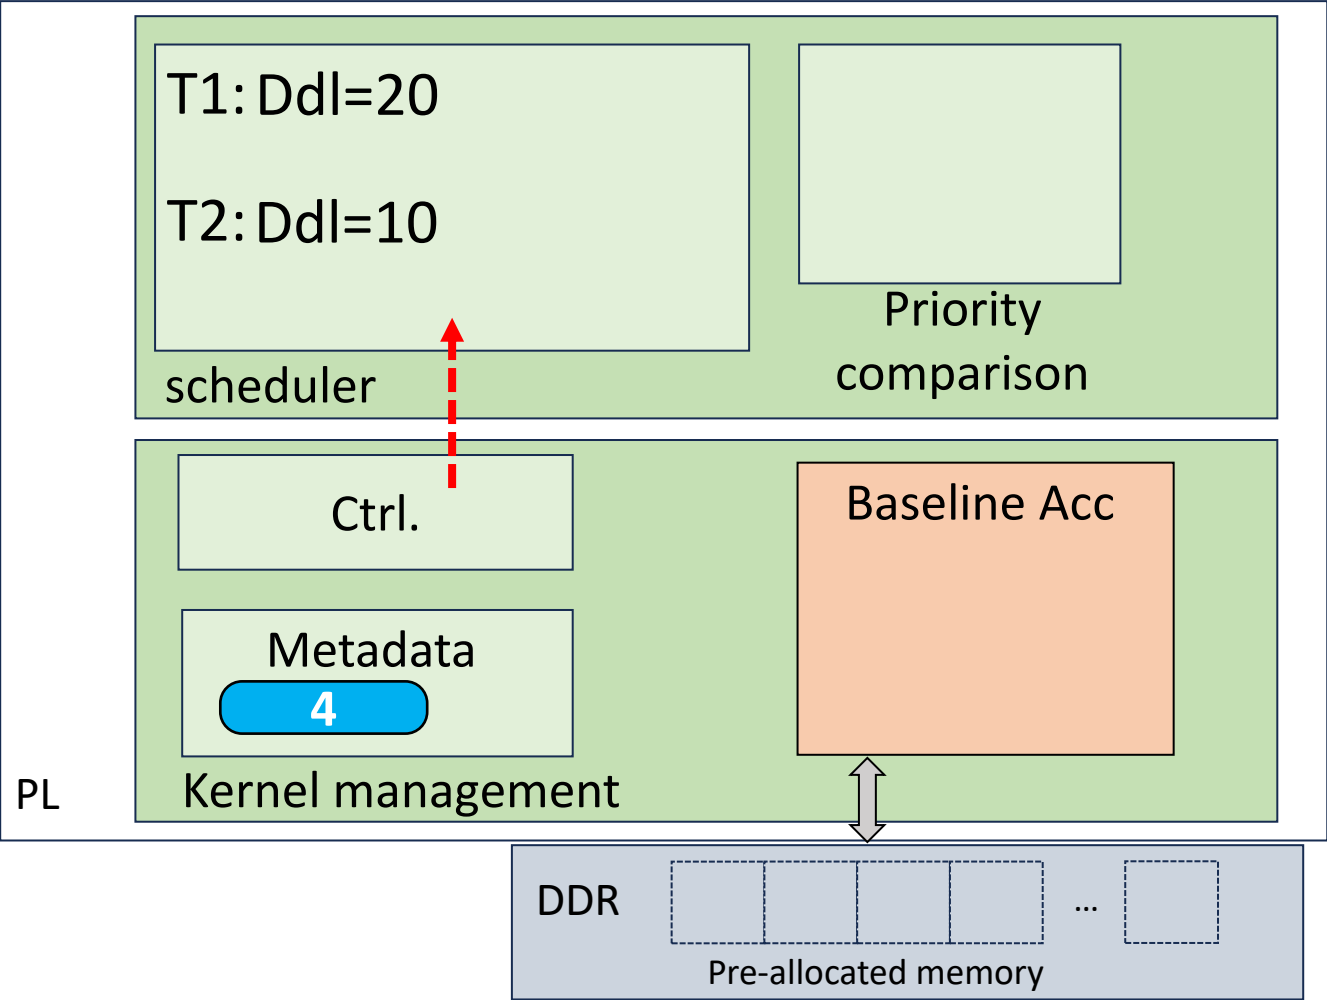 T1: Ddl=20
T2: Ddl=10
scheduler
Priority
comparison
Ctrl.
Baseline Acc
Metadata
4
Kernel management
PL
DDR
...
Pre-allocated memory